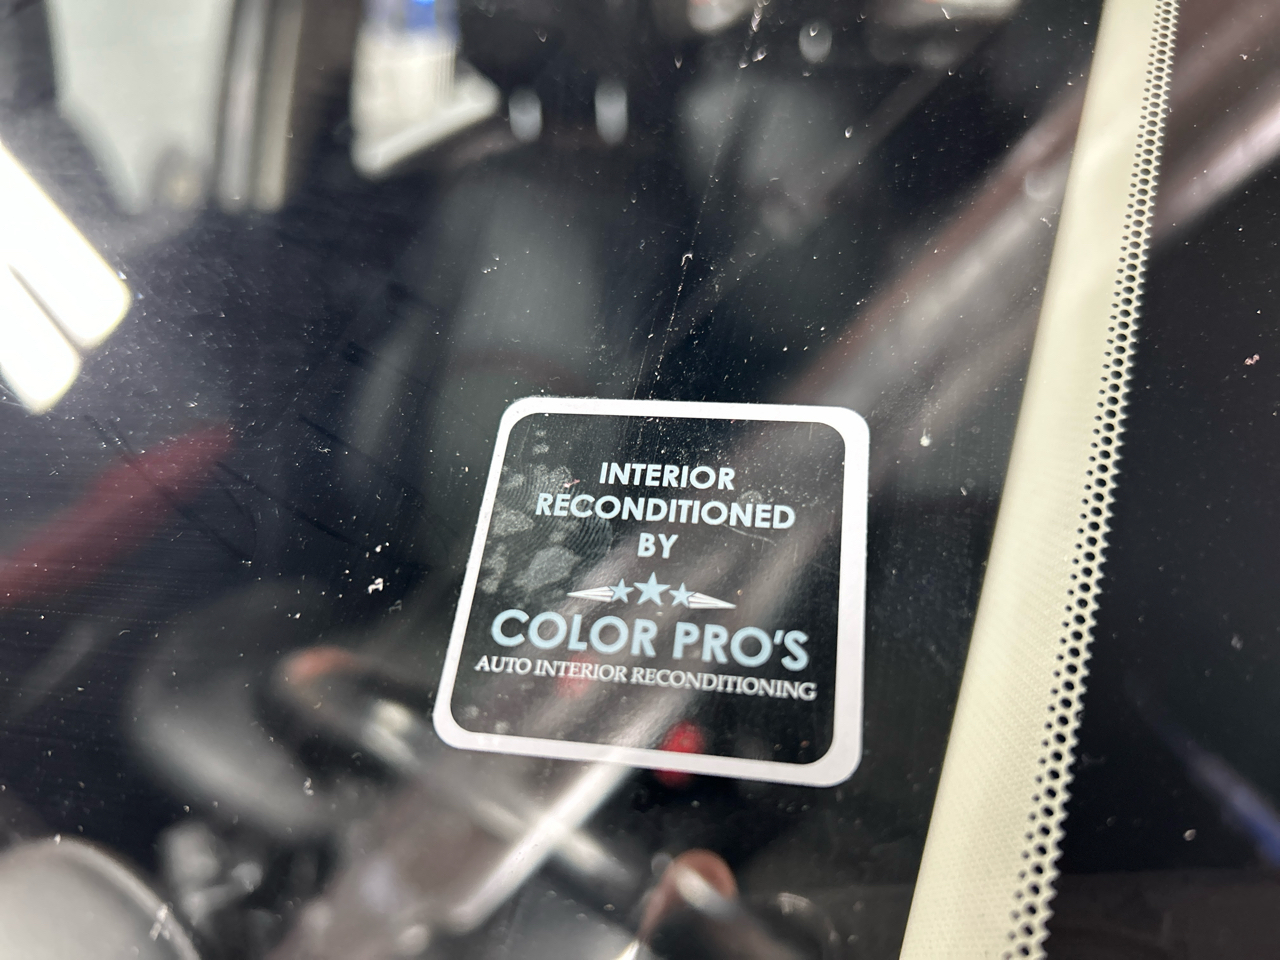 INTERIOR
RECONDITIONED
BY
COLOR PRO'S
AUTO INTERIOR RECONDITIONING